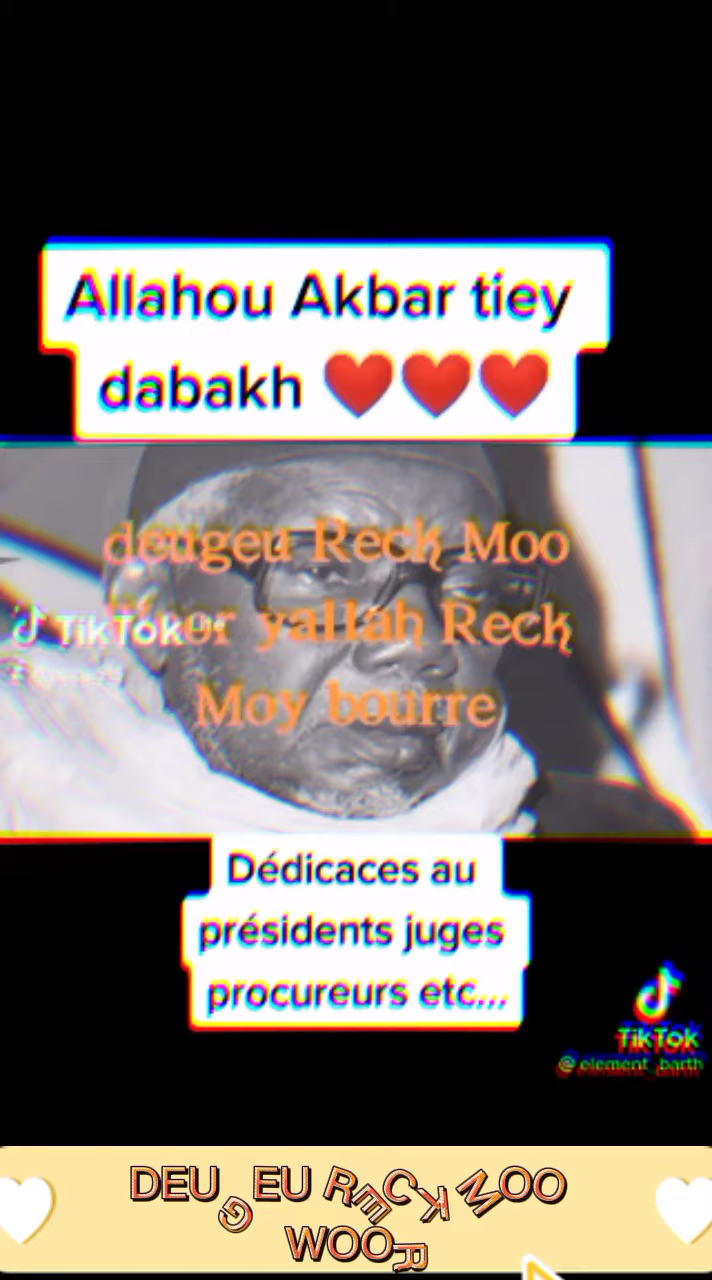 Allahou Akbar tiey
dabakh ❤️❤️❤️
deugeu Reck Moo
yallah Reck
Moy bourre
TikTok
Dédicaces au
présidents juges
procureurs etc...
TikTok
@element_barth
DEUGEU RECK MOO
WOOR